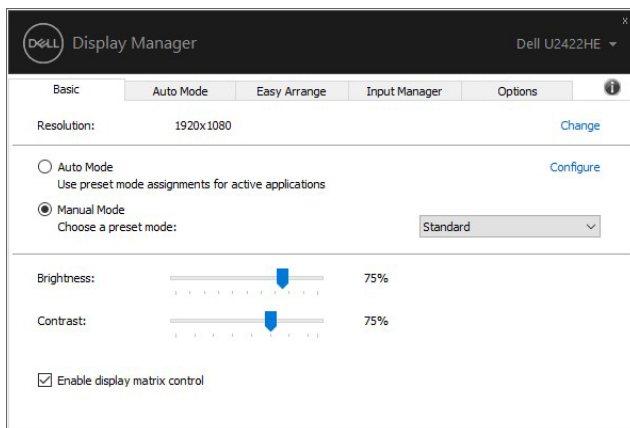 x
DELL Display Manager Dell U2422HE
Basic Auto Mode Easy Arrange Input Manager Options i
Resolution: 1920x1080 Change
Auto Mode Configure
Use preset mode assignments for active applications
Manual Mode
Choose a preset mode: Standard
Brightness: 75%
Contrast: 75%
Enable display matrix control